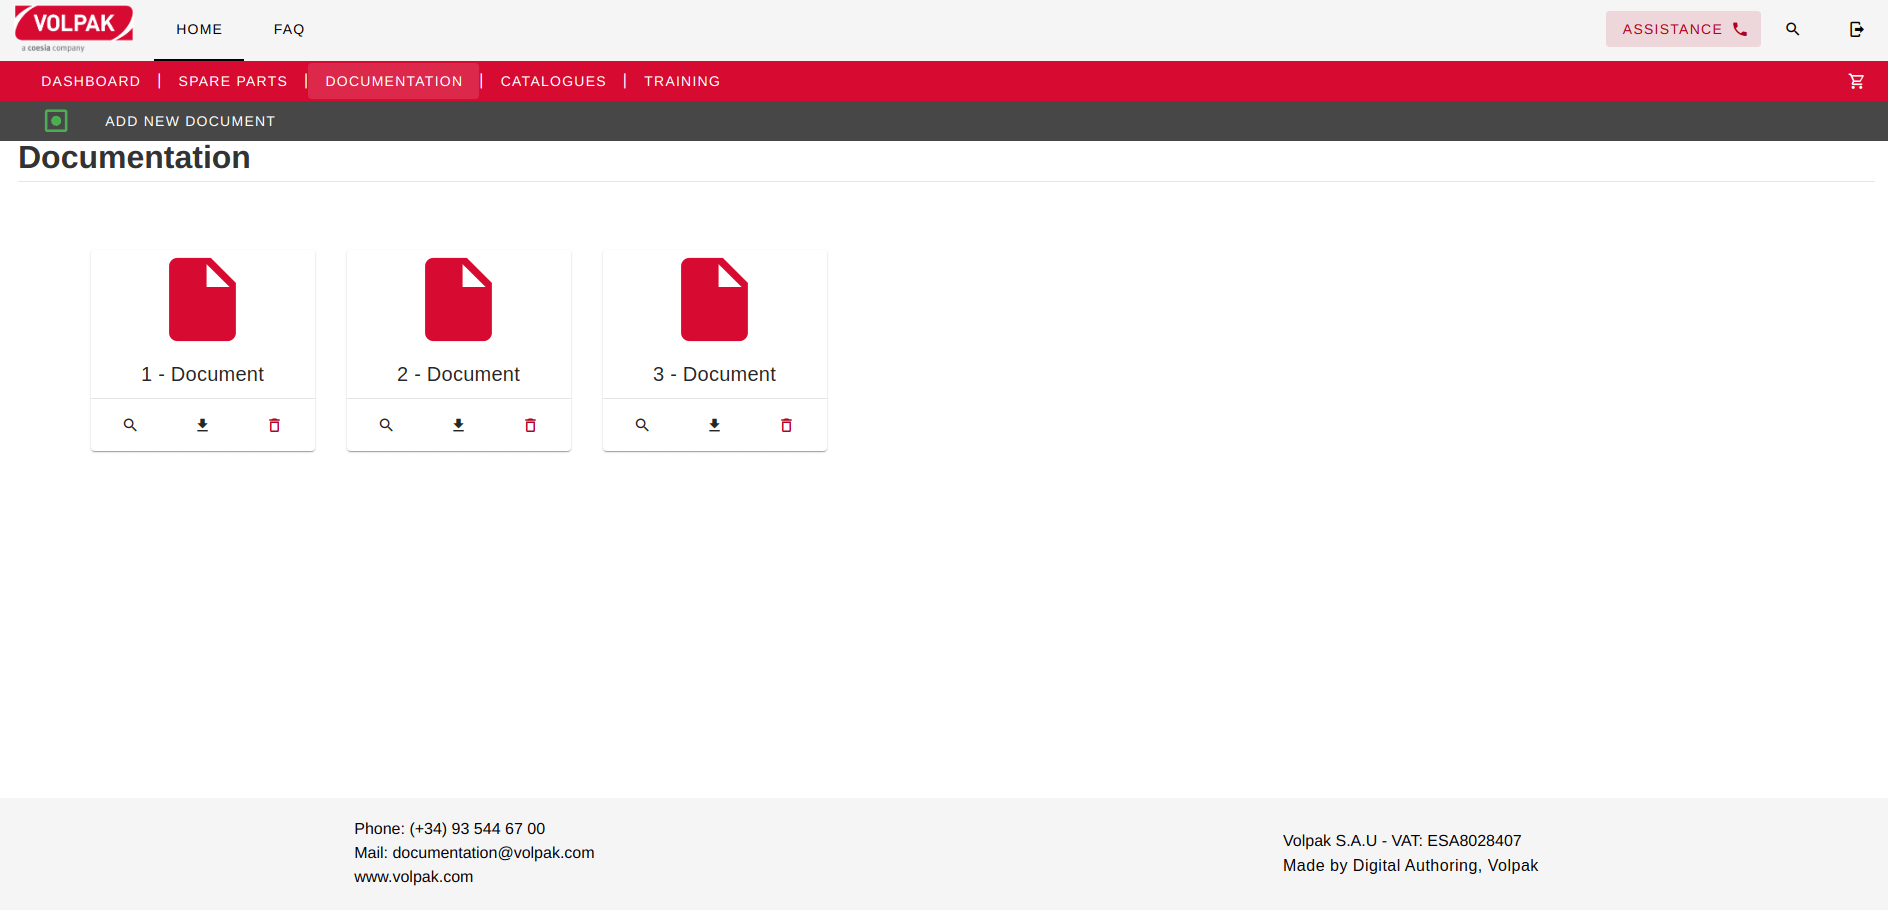 VOLPAK
a coesia company
HOME
FAQ
ASSISTANCE
DASHBOARD | SPARE PARTS | DOCUMENTATION | CATALOGUES | TRAINING
ADD NEW DOCUMENT
Documentation
1 - Document
2 - Document
3 - Document
Phone: (+34) 93 544 67 00
Mail: documentation@volpak.com
www.volpak.com
Volpak S.A.U - VAT: ESA8028407
Made by Digital Authoring, Volpak